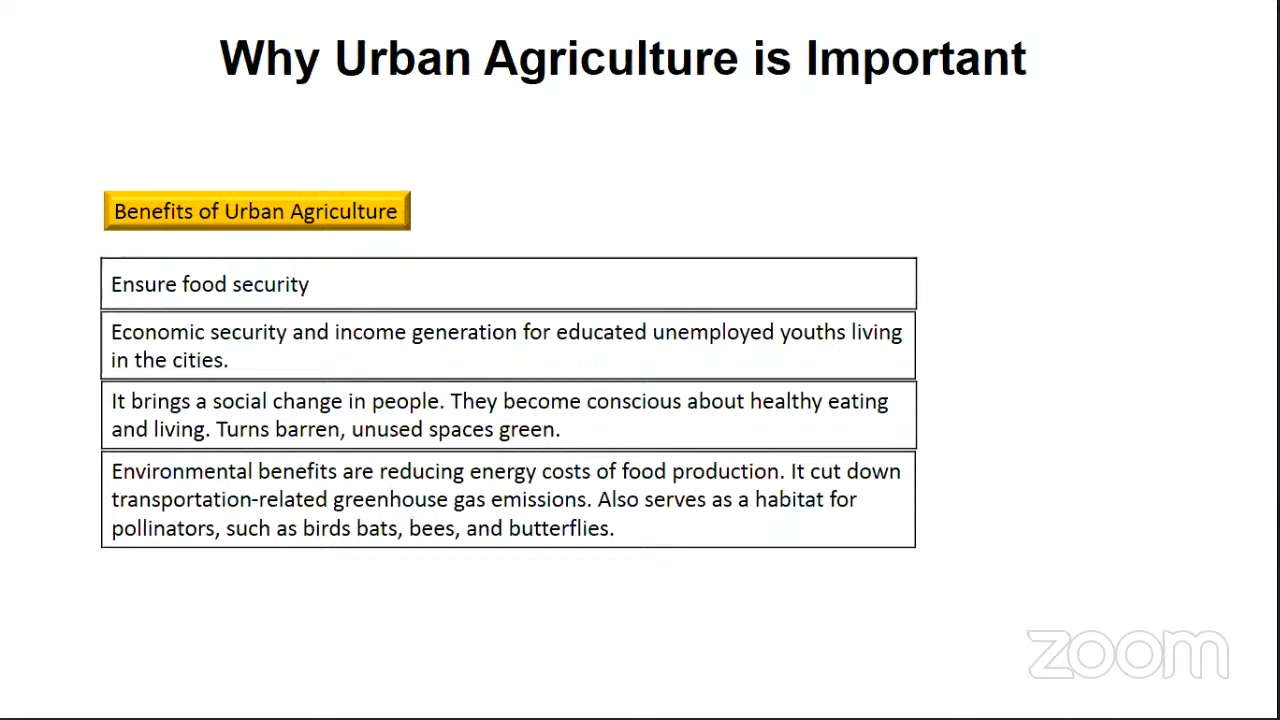 Why Urban Agriculture is Important
Benefits of Urban Agriculture
Ensure food security
Economic security and income generation for educated unemployed youths living
in the cities.
It brings a social change in people. They become conscious about healthy eating
and living. Turns barren, unused spaces green.
Environmental benefits are reducing energy costs of food production. It cut down
transportation-related greenhouse gas emissions. Also serves as a habitat for
pollinators, such as birds bats, bees, and butterflies.
zoom